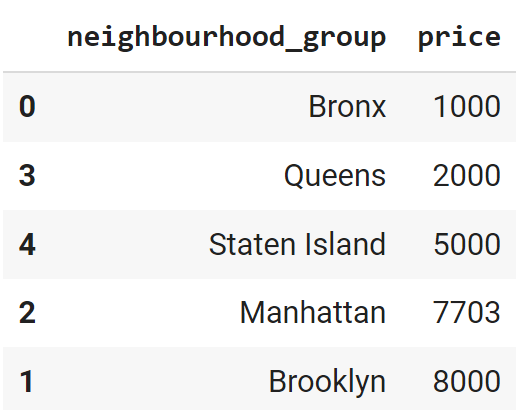 neighbourhood_group price
0 Bronx 1000
3 Queens 2000
4 Staten Island 5000
2 Manhattan 7703
1 Brooklyn 8000